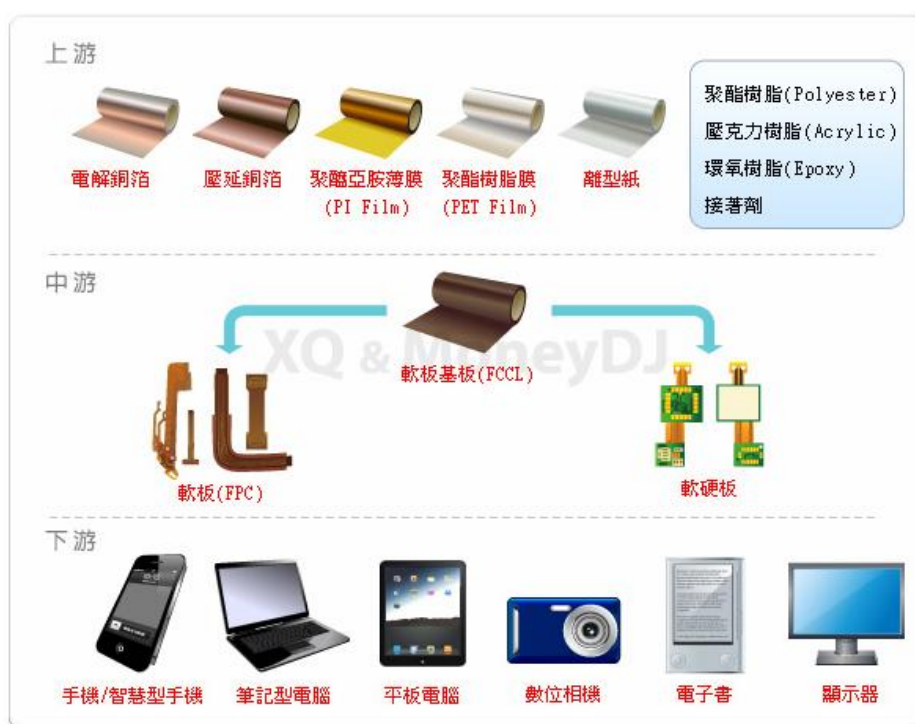 上游
聚酯樹脂(Polyester)
壓克力樹脂(Acrylic)
環氧樹脂(Epoxy)
接著劑
電解銅箔
壓延銅箔
聚醯亞胺薄膜
(PI Film)
聚酯樹脂膜
(PET Film)
離型紙
中游
XQ & MoneyDJ
軟板基板(FCCL)
軟板(FPC)
軟硬板
下游
手機/智慧型手機
筆記型電腦
平板電腦
數位相機
電子書
顯示器